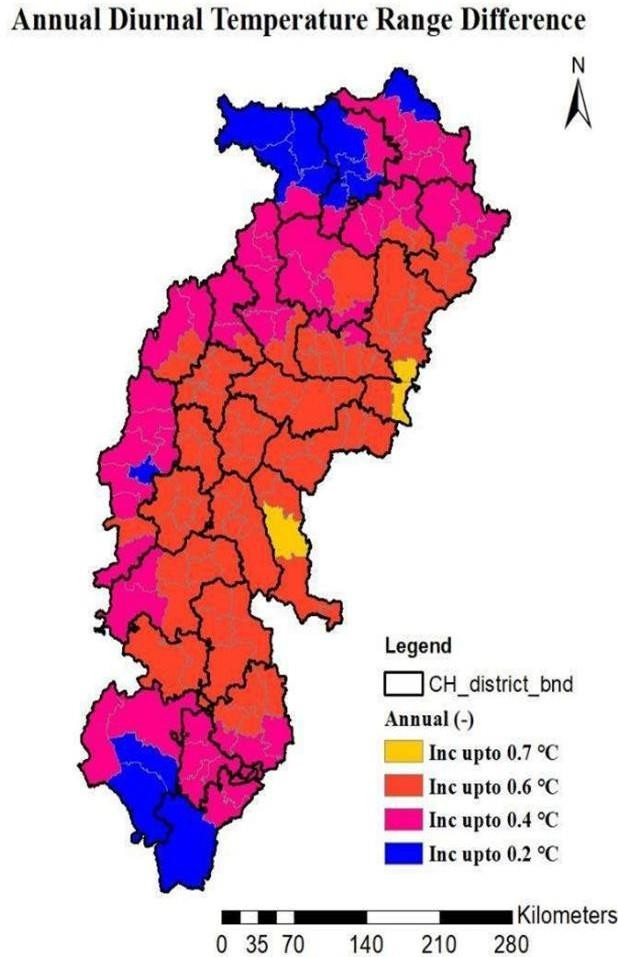 Annual Diurnal Temperature Range Difference
N
Legend
CH_district_bnd
Annual (-)
Inc upto 0.7 °C
Inc upto 0.6 °C
Inc upto 0.4 °C
Inc upto 0.2 °C
Kilometers
0 35 70 140 210 280